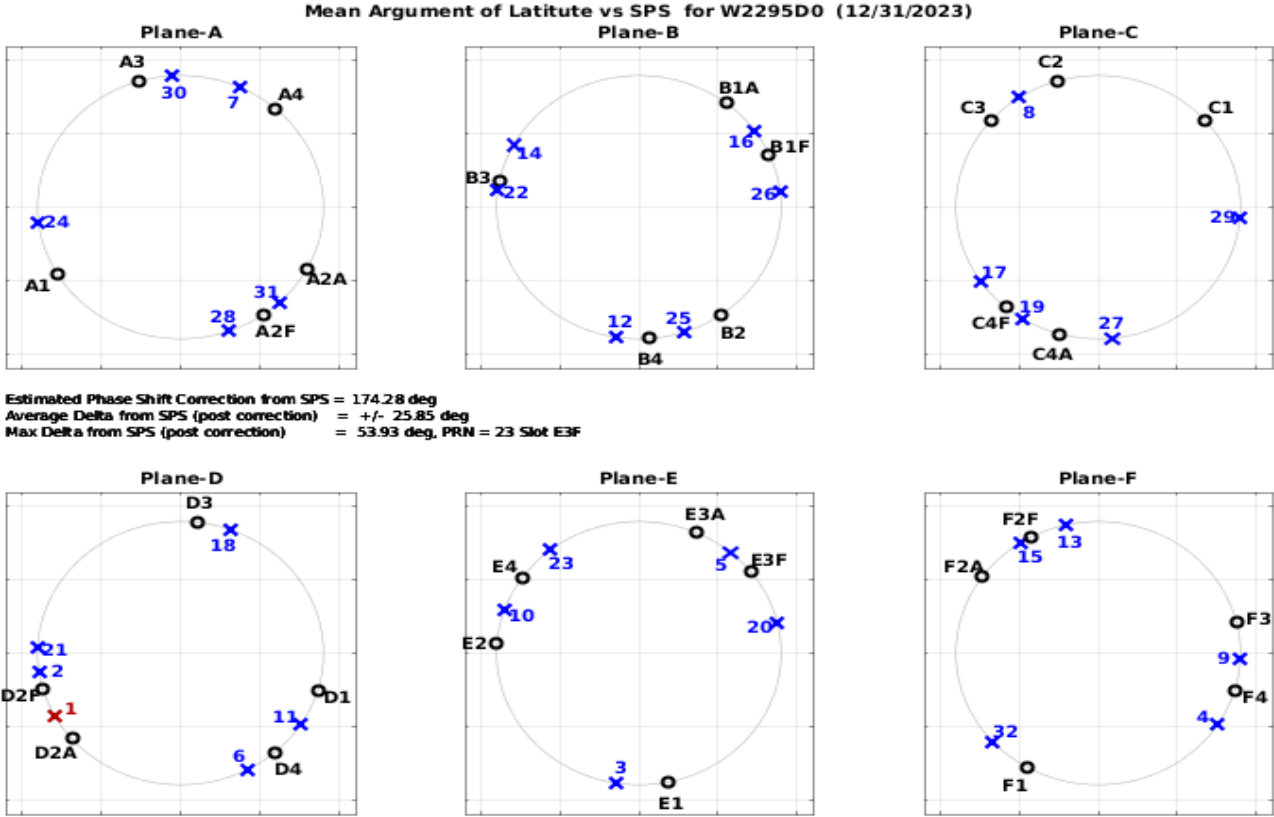 Mean Argument of Latitute vs SPS for W2295D0 (12/31/2023)
Plane-A
A3
30
7
A4
24
A1
A2A
31
28
A2F
Plane-B
B1A
16
B1F
14
B3
22
26
12
25
B2
B4
Plane-C
C2
C3
8
C1
29
17
19
C4F
27
C4A
Estimated Phase Shift Correction from SPS = 174.28 deg
Average Delta from SPS (post correction) = +/- 25.85 deg
Max Delta from SPS (post correction) = 53.93 deg, PRN = 23 Slot E3F
Plane-D
D3
18
21
2
D2F
1
D1
11
D2A
6
D4
Plane-E
E3A
5
E3F
23
E4
10
20
E2
3
E1
Plane-F
F2F
13
15
F2A
F3
9
F4
4
32
F1